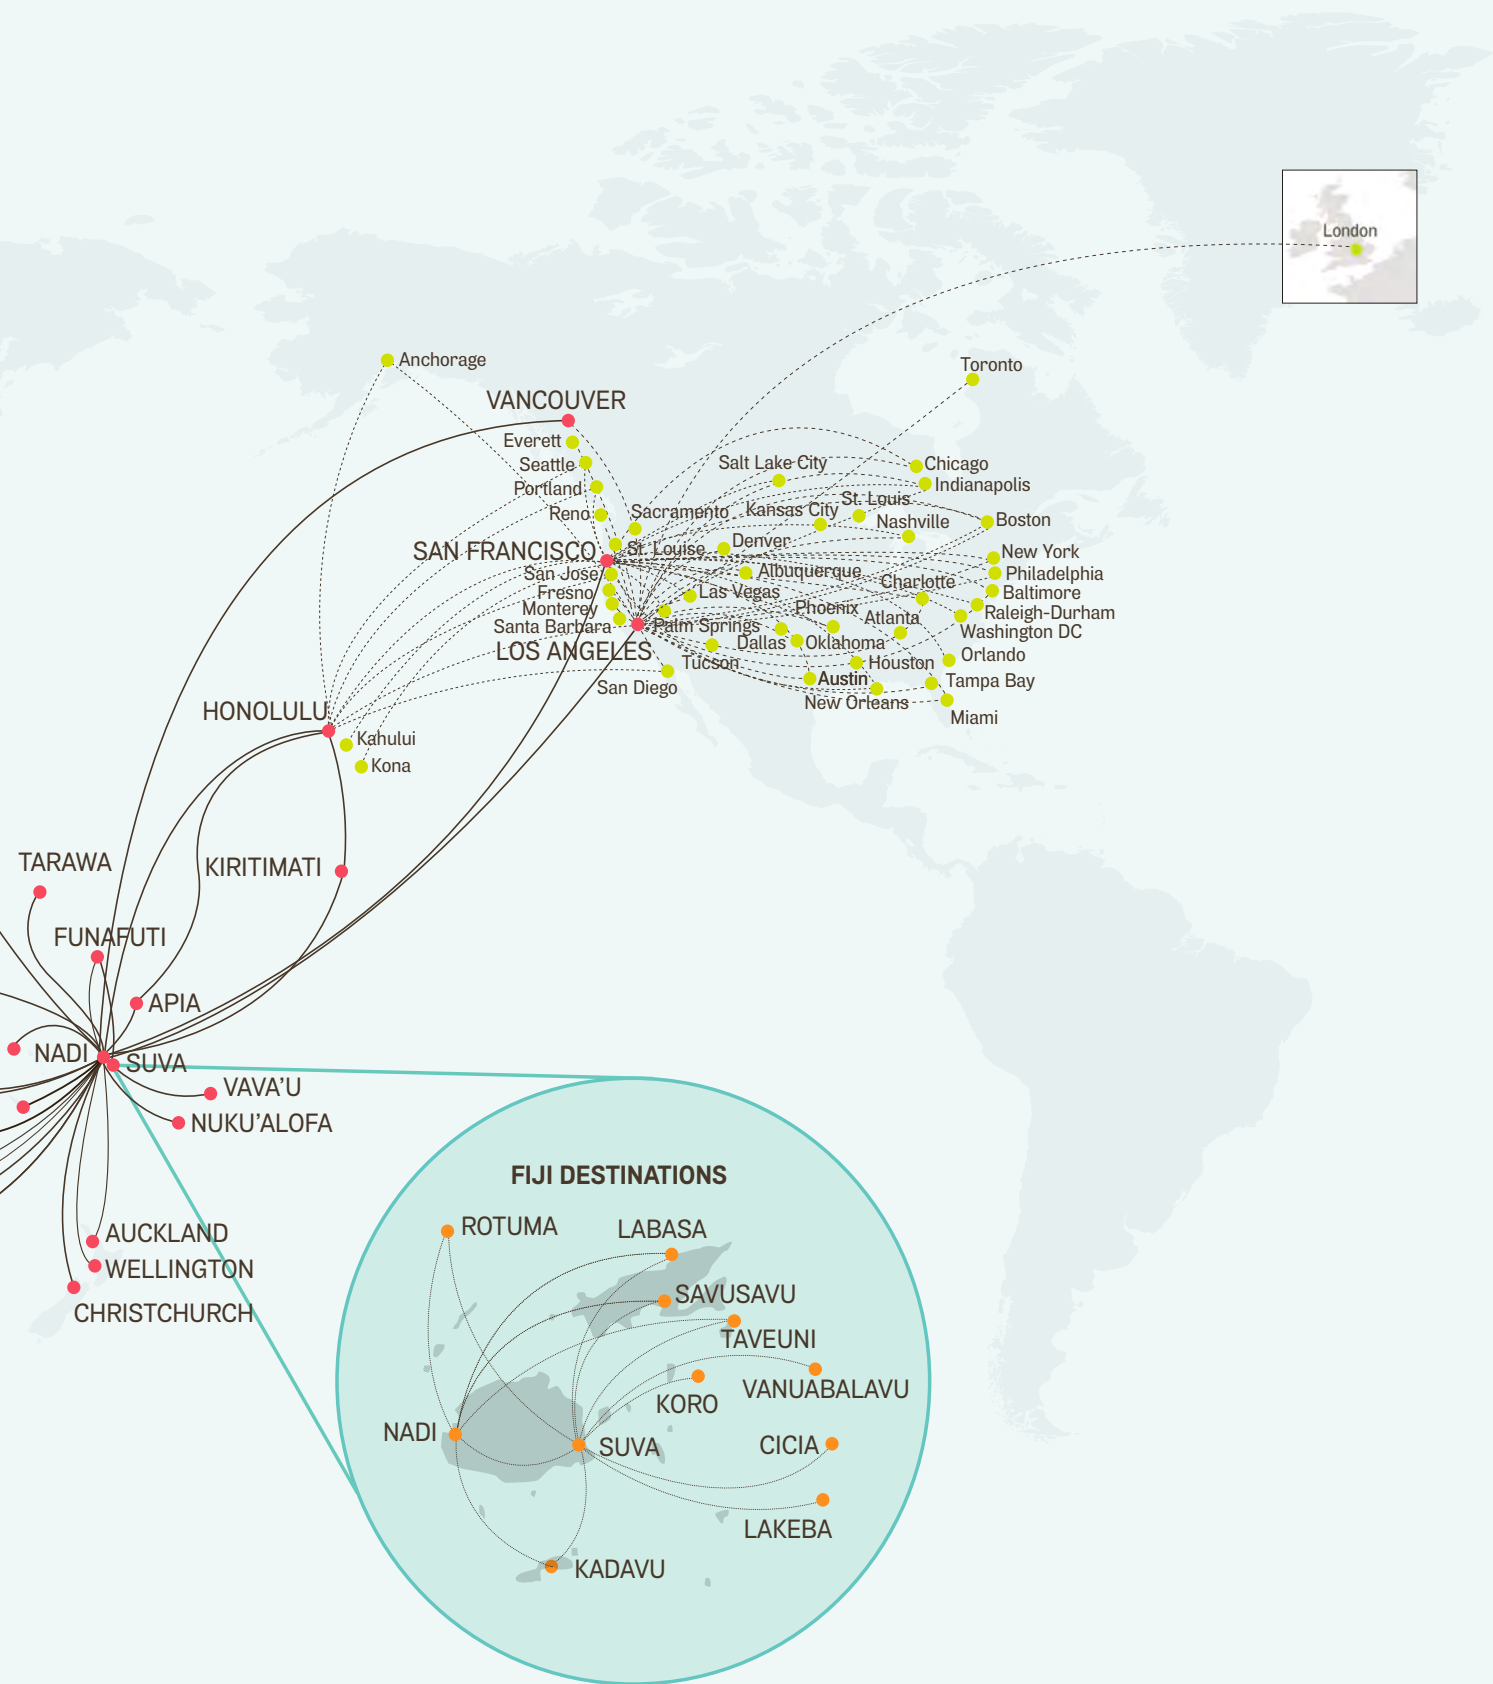 London
Anchorage
Toronto
VANCOUVER
Everett
Seattle
Portland
Reno
Sacramento
Salt Lake City
Chicago
Indianapolis
St. Louis
Kansas City
Nashville
Boston
SAN FRANCISCO
St. Louise
Denver
New York
San Jose
Albuquerque
Philadelphia
Charlotte
Fresno
Las Vegas
Baltimore
Monterey
Phoenix
Raleigh-Durham
Santa Barbara
Palm Springs
Atlanta
Washington DC
LOS ANGELES
Dallas
Oklahoma
Tucson
Houston
Orlando
San Diego
Austin
Tampa Bay
New Orleans
Miami
HONOLULU
Kahului
Kona
TARAWA
KIRITIMATI
FUNAFUTI
APIA
NADI
SUVA
VAVA'U
NUKU'ALOFA
AUCKLAND
WELLINGTON
CHRISTCHURCH
FIJI DESTINATIONS
ROTUMA
LABASA
SAVUSAVU
TAVEUNI
VANUABALAVU
KORO
NADI
SUVA
CICIA
LAKEBA
KADAVU